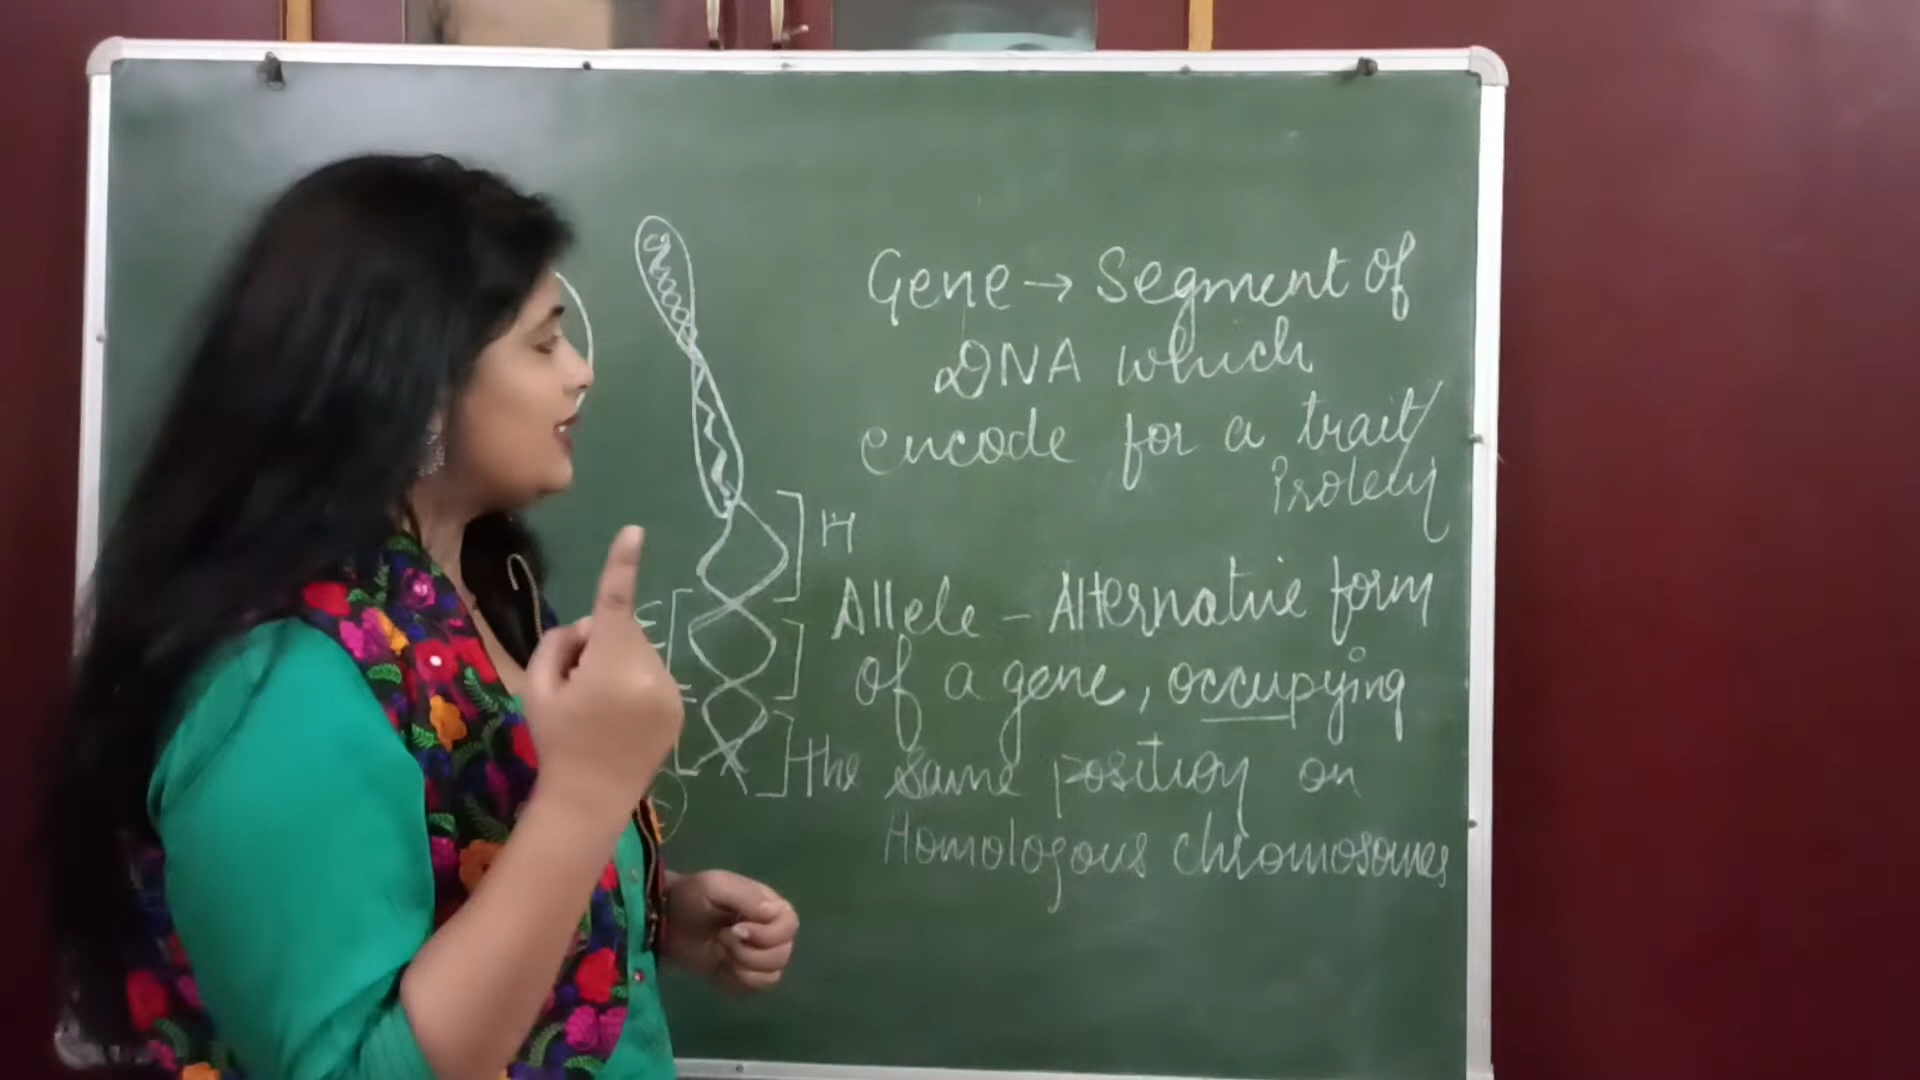 Gene → Segment of
DNA which
encode for a trait/
Protein
H
Allele - Alternative form
of a gene, occupying
the same position on
Homologous chromosomes